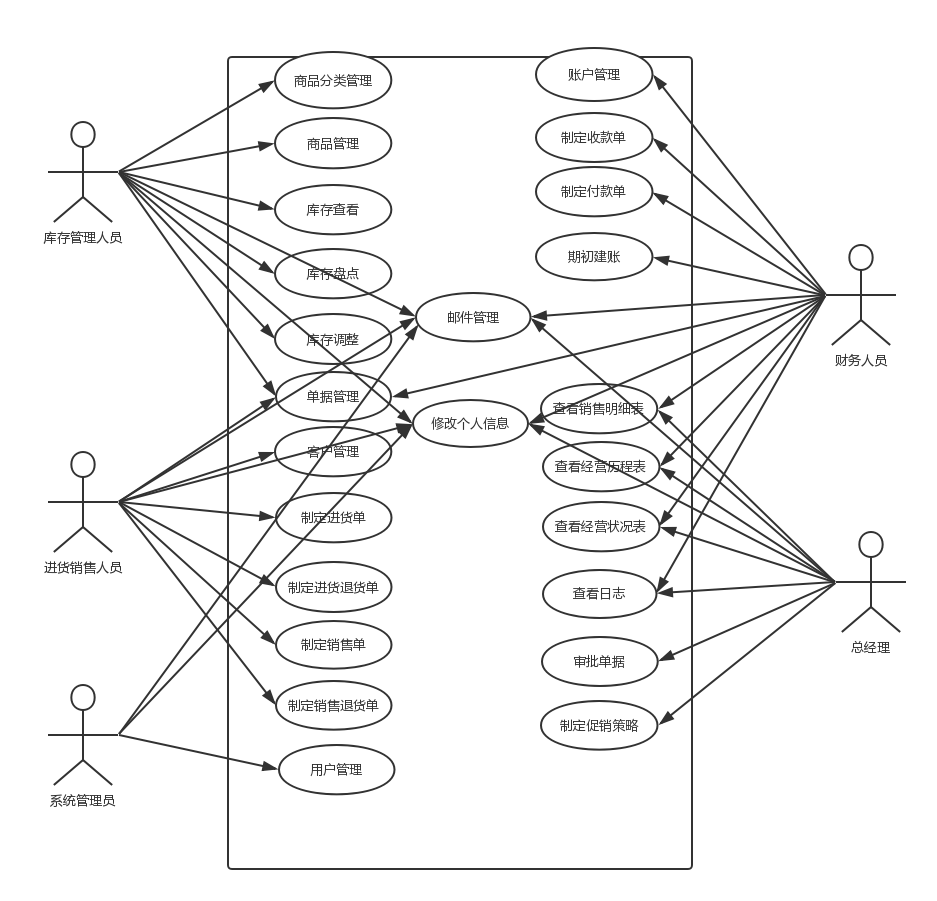 商品分类管理
账户管理
商品管理
制定收款单
制定付款单
库存查看
库存管理人员
期初建账
库存盘点
邮件管理
库存调整
财务人员
单据管理
查看销售明细表
修改个人信息
客户管理
查看经营历程表
制定进货单
查看经营状况表
进货销售人员
制定进货退货单
查看日志
制定销售单
总经理
审批单据
制定销售退货单
制定促销策略
用户管理
系统管理员